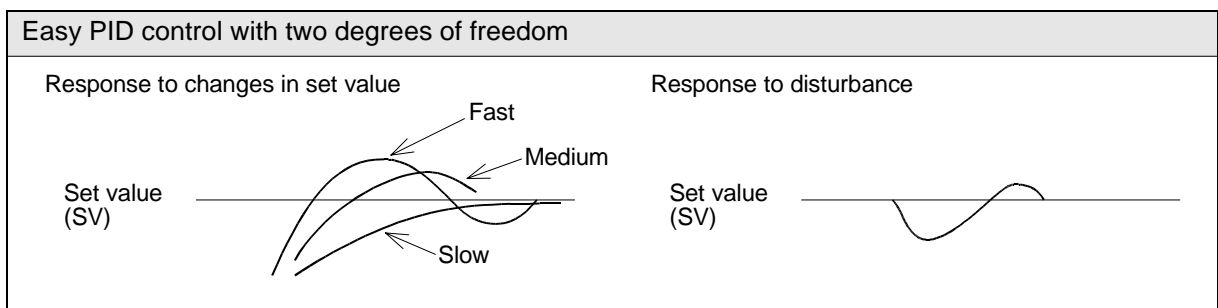 Easy PID control with two degrees of freedom
Response to changes in set value
Fast
Medium
Set value
(SV)
Slow
Response to disturbance
Set value
(SV)